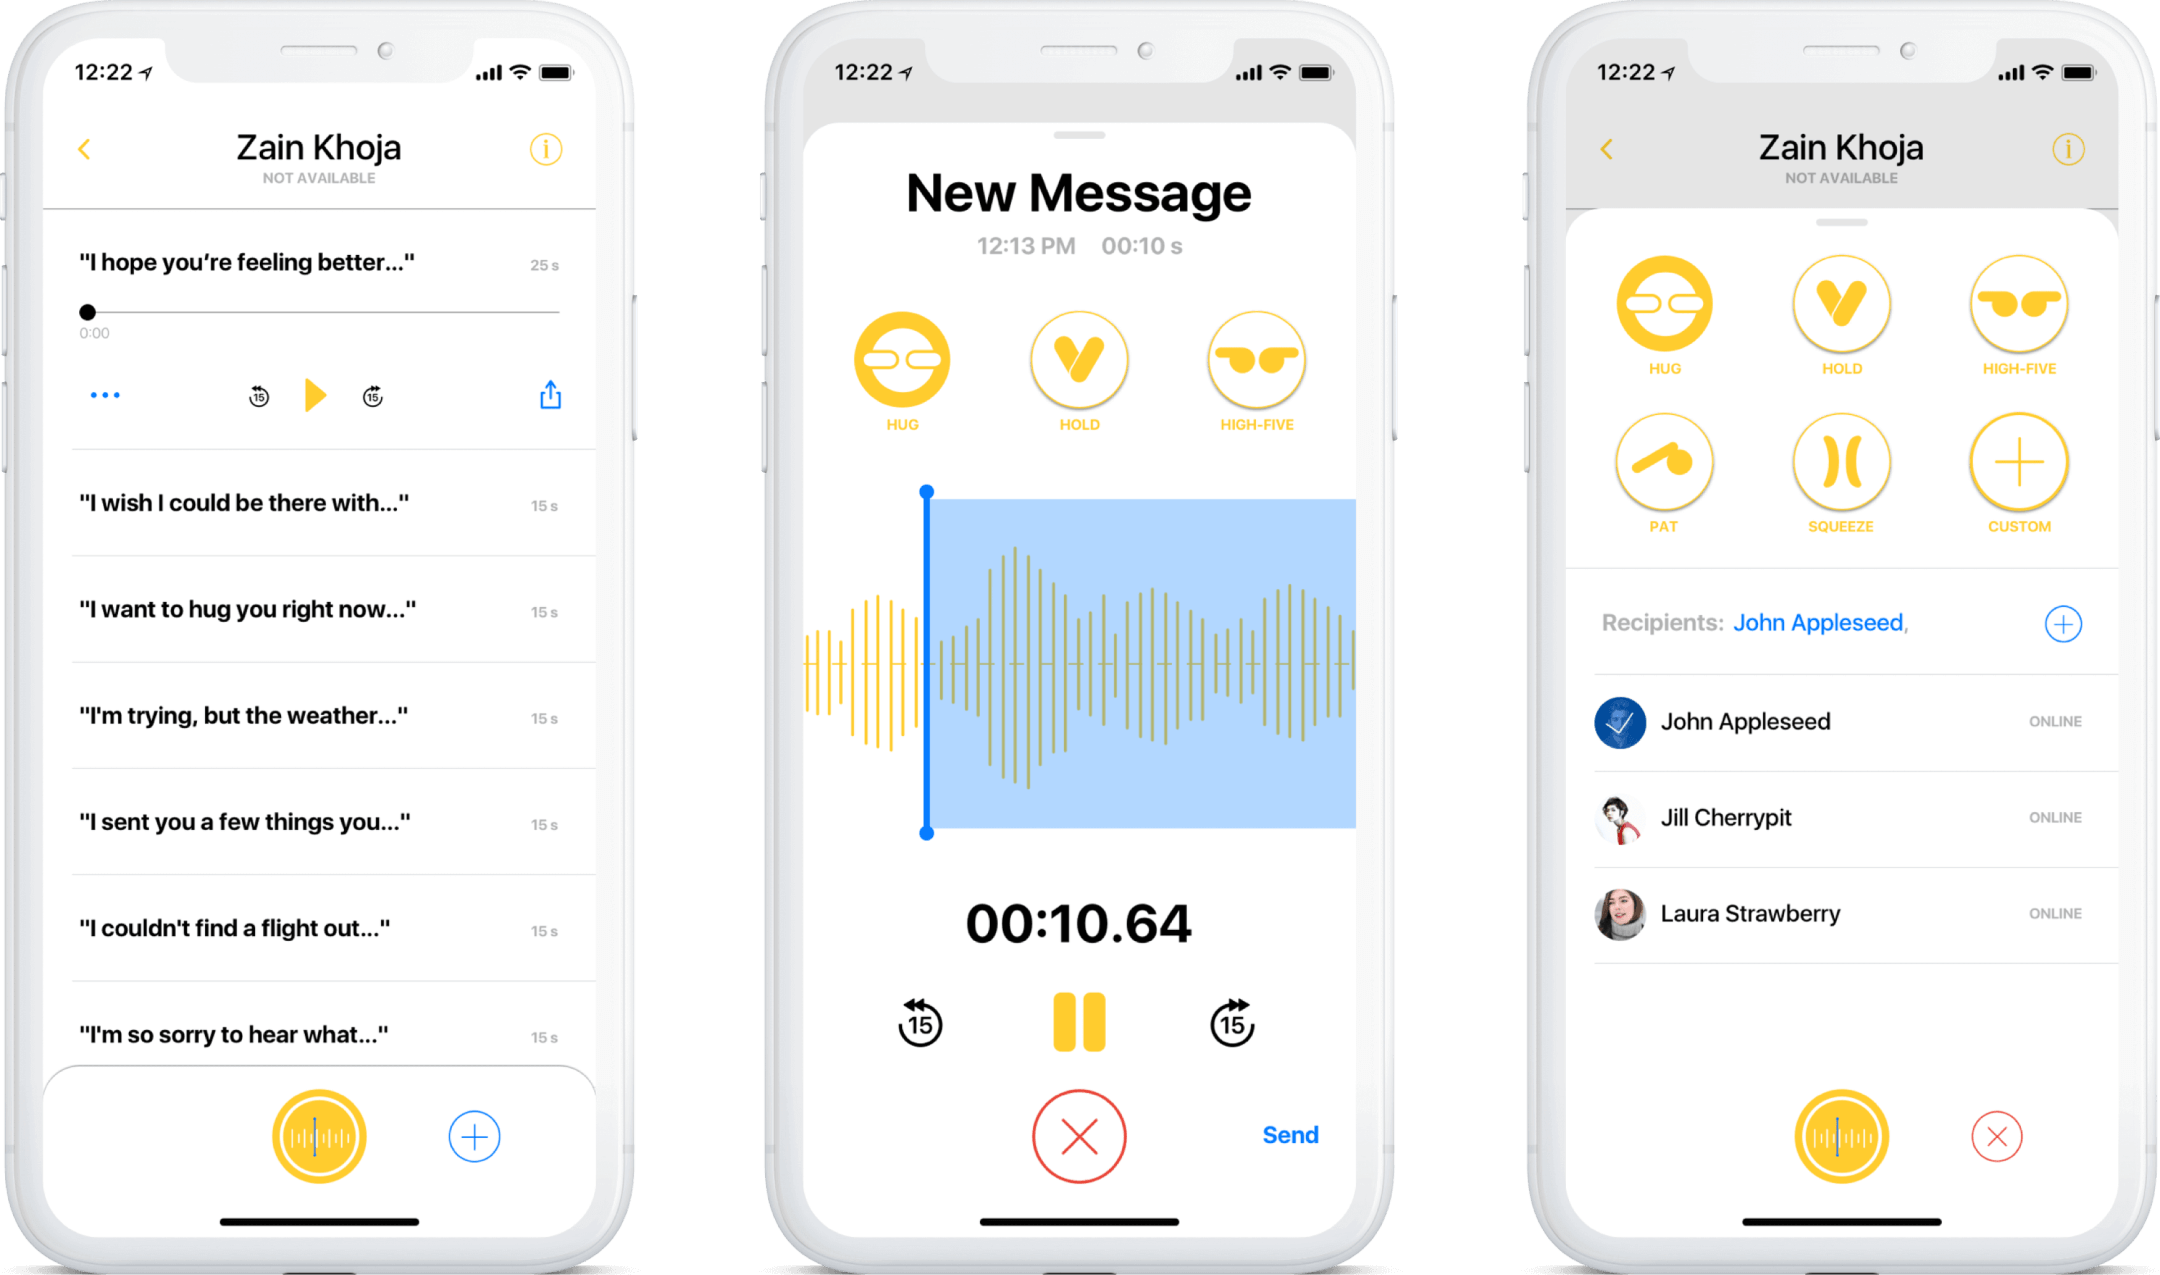 12:22
Zain Khoja
NOT AVAILABLE
"I hope you’re feeling better..."
25 s
0:00
15
15
"I wish I could be there with..."
15 s
"I want to hug you right now..."
15 s
"I'm trying, but the weather..."
15 s
"I sent you a few things you..."
15 s
"I couldn't find a flight out..."
15 s
"I'm so sorry to hear what..."
15 s
12:22
New Message
12:13 PM 00:10 s
HUG
HOLD
HIGH-FIVE
00:10.64
15
15
Send
12:22
Zain Khoja
NOT AVAILABLE
HUG
HOLD
HIGH-FIVE
PAT
SQUEEZE
CUSTOM
Recipients: John Appleseed,
John Appleseed
ONLINE
Jill Cherrypit
ONLINE
Laura Strawberry
ONLINE